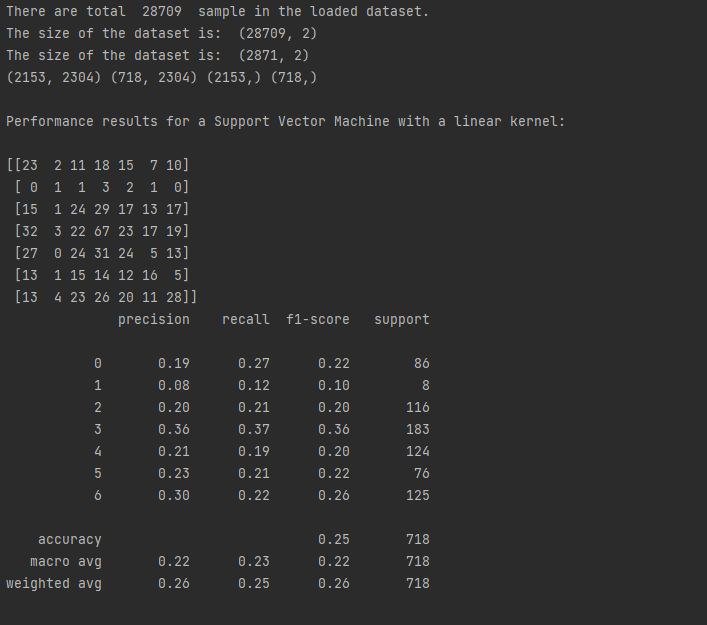 There are total  28709  sample in the loaded dataset.
The size of the dataset is:  (28709, 2)
The size of the dataset is:  (2871, 2)
(2153, 2304) (718, 2304) (2153,) (718,)
Performance results for a Support Vector Machine with a linear kernel:
[[23  2 11 18 15  7 10]
 [ 0  1  1  3  2  1  0]
 [15  1 24 29 17 13 17]
 [32  3 22 67 23 17 19]
 [27  0 24 31 24  5 13]
 [13  1 15 14 12 16  5]
 [13  4 23 26 20 11 28]]
              precision    recall  f1-score   support
           0       0.19      0.27      0.22        86
           1       0.08      0.12      0.10         8
           2       0.20      0.21      0.20       116
           3       0.36      0.37      0.36       183
           4       0.21      0.19      0.20       124
           5       0.23      0.21      0.22        76
           6       0.30      0.22      0.26       125
    accuracy                           0.25       718
   macro avg       0.22      0.23      0.22       718
weighted avg       0.26      0.25      0.26       718